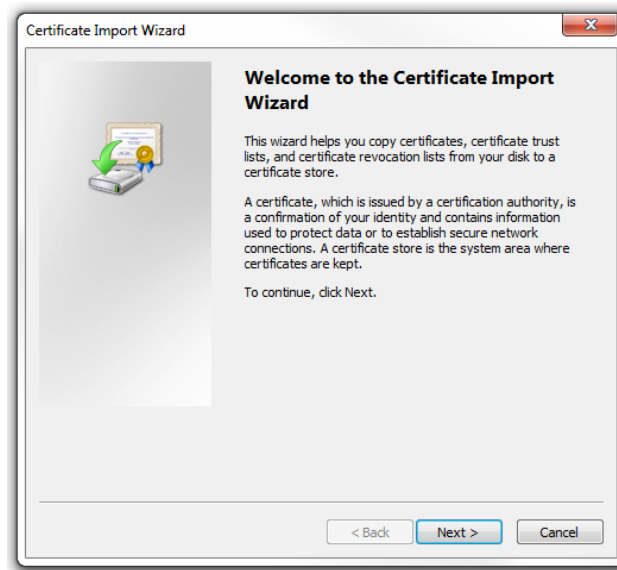 Certificate Import Wizard
Welcome to the Certificate Import
Wizard
This wizard helps you copy certificates, certificate trust
lists, and certificate revocation lists from your disk to a
certificate store.
A certificate, which is issued by a certification authority, is
a confirmation of your identity and contains information
used to protect data or to establish secure network
connections. A certificate store is the system area where
certificates are kept.
To continue, click Next.
< Back
Next >
Cancel